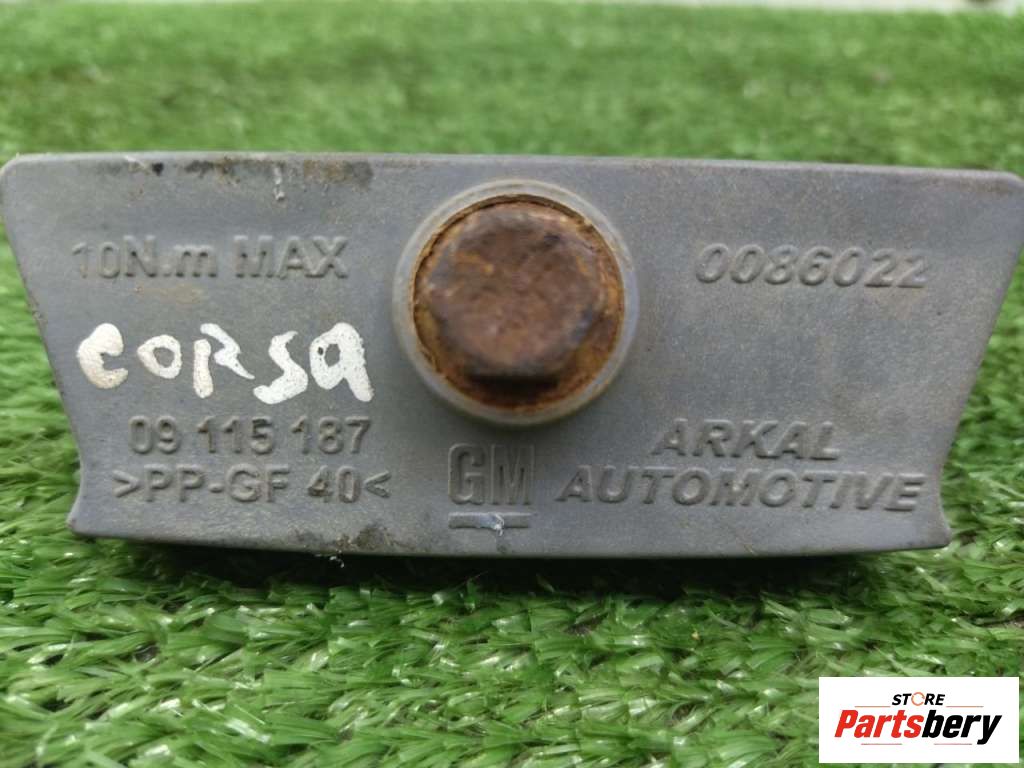 10N.m MAX
0086022
CORSA
09 115 187
>PP-GF 40<
GM
ARKAL
AUTOMOTIVE
STORE
Partsbery